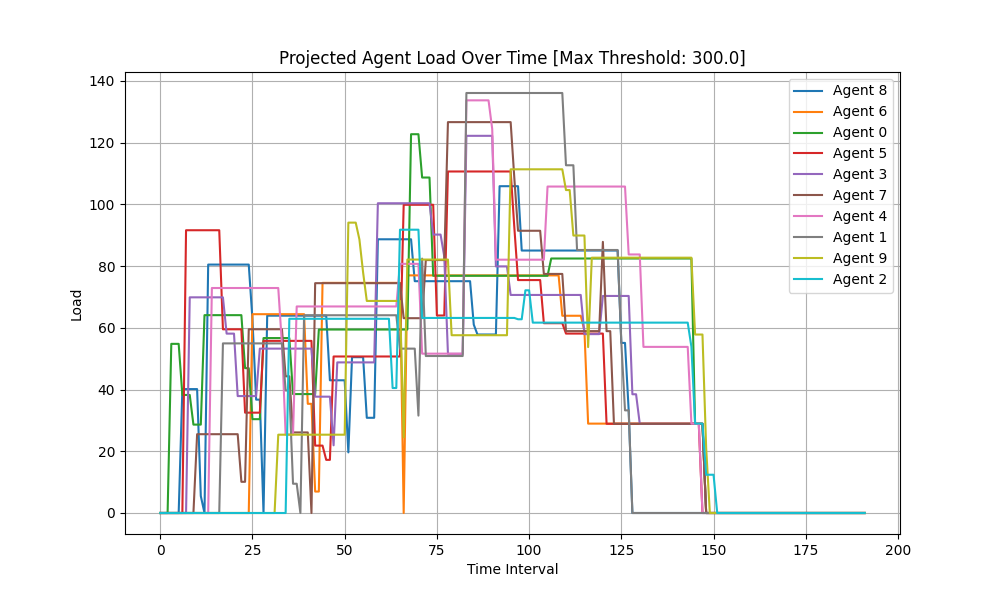 Projected Agent Load Over Time [Max Threshold: 300.0]
Load
140
120
100
80
60
40
20
0
0 25 50 75 100 125 150 175 200
Time Interval
Agent 8
Agent 6
Agent 0
Agent 5
Agent 3
Agent 7
Agent 4
Agent 1
Agent 9
Agent 2